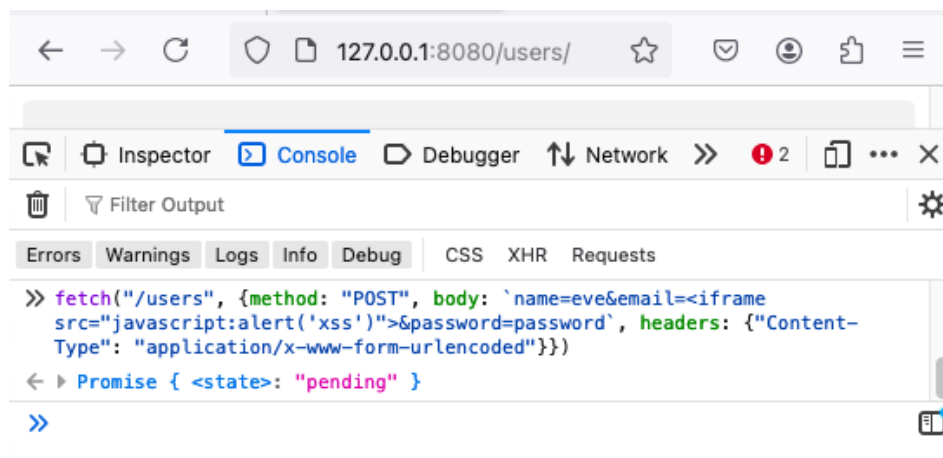 127.0.0.1:8080/users/
Inspector Console Debugger Network 2
Filter Output
Errors Warnings Logs Info Debug CSS XHR Requests
fetch("/users", {method: "POST", body: `name=eve&email=<iframe
src="javascript:alert('xss')">&password=password`, headers: {"Content-
Type": "application/x-www-form-urlencoded"}})
Promise { <state>: "pending" }